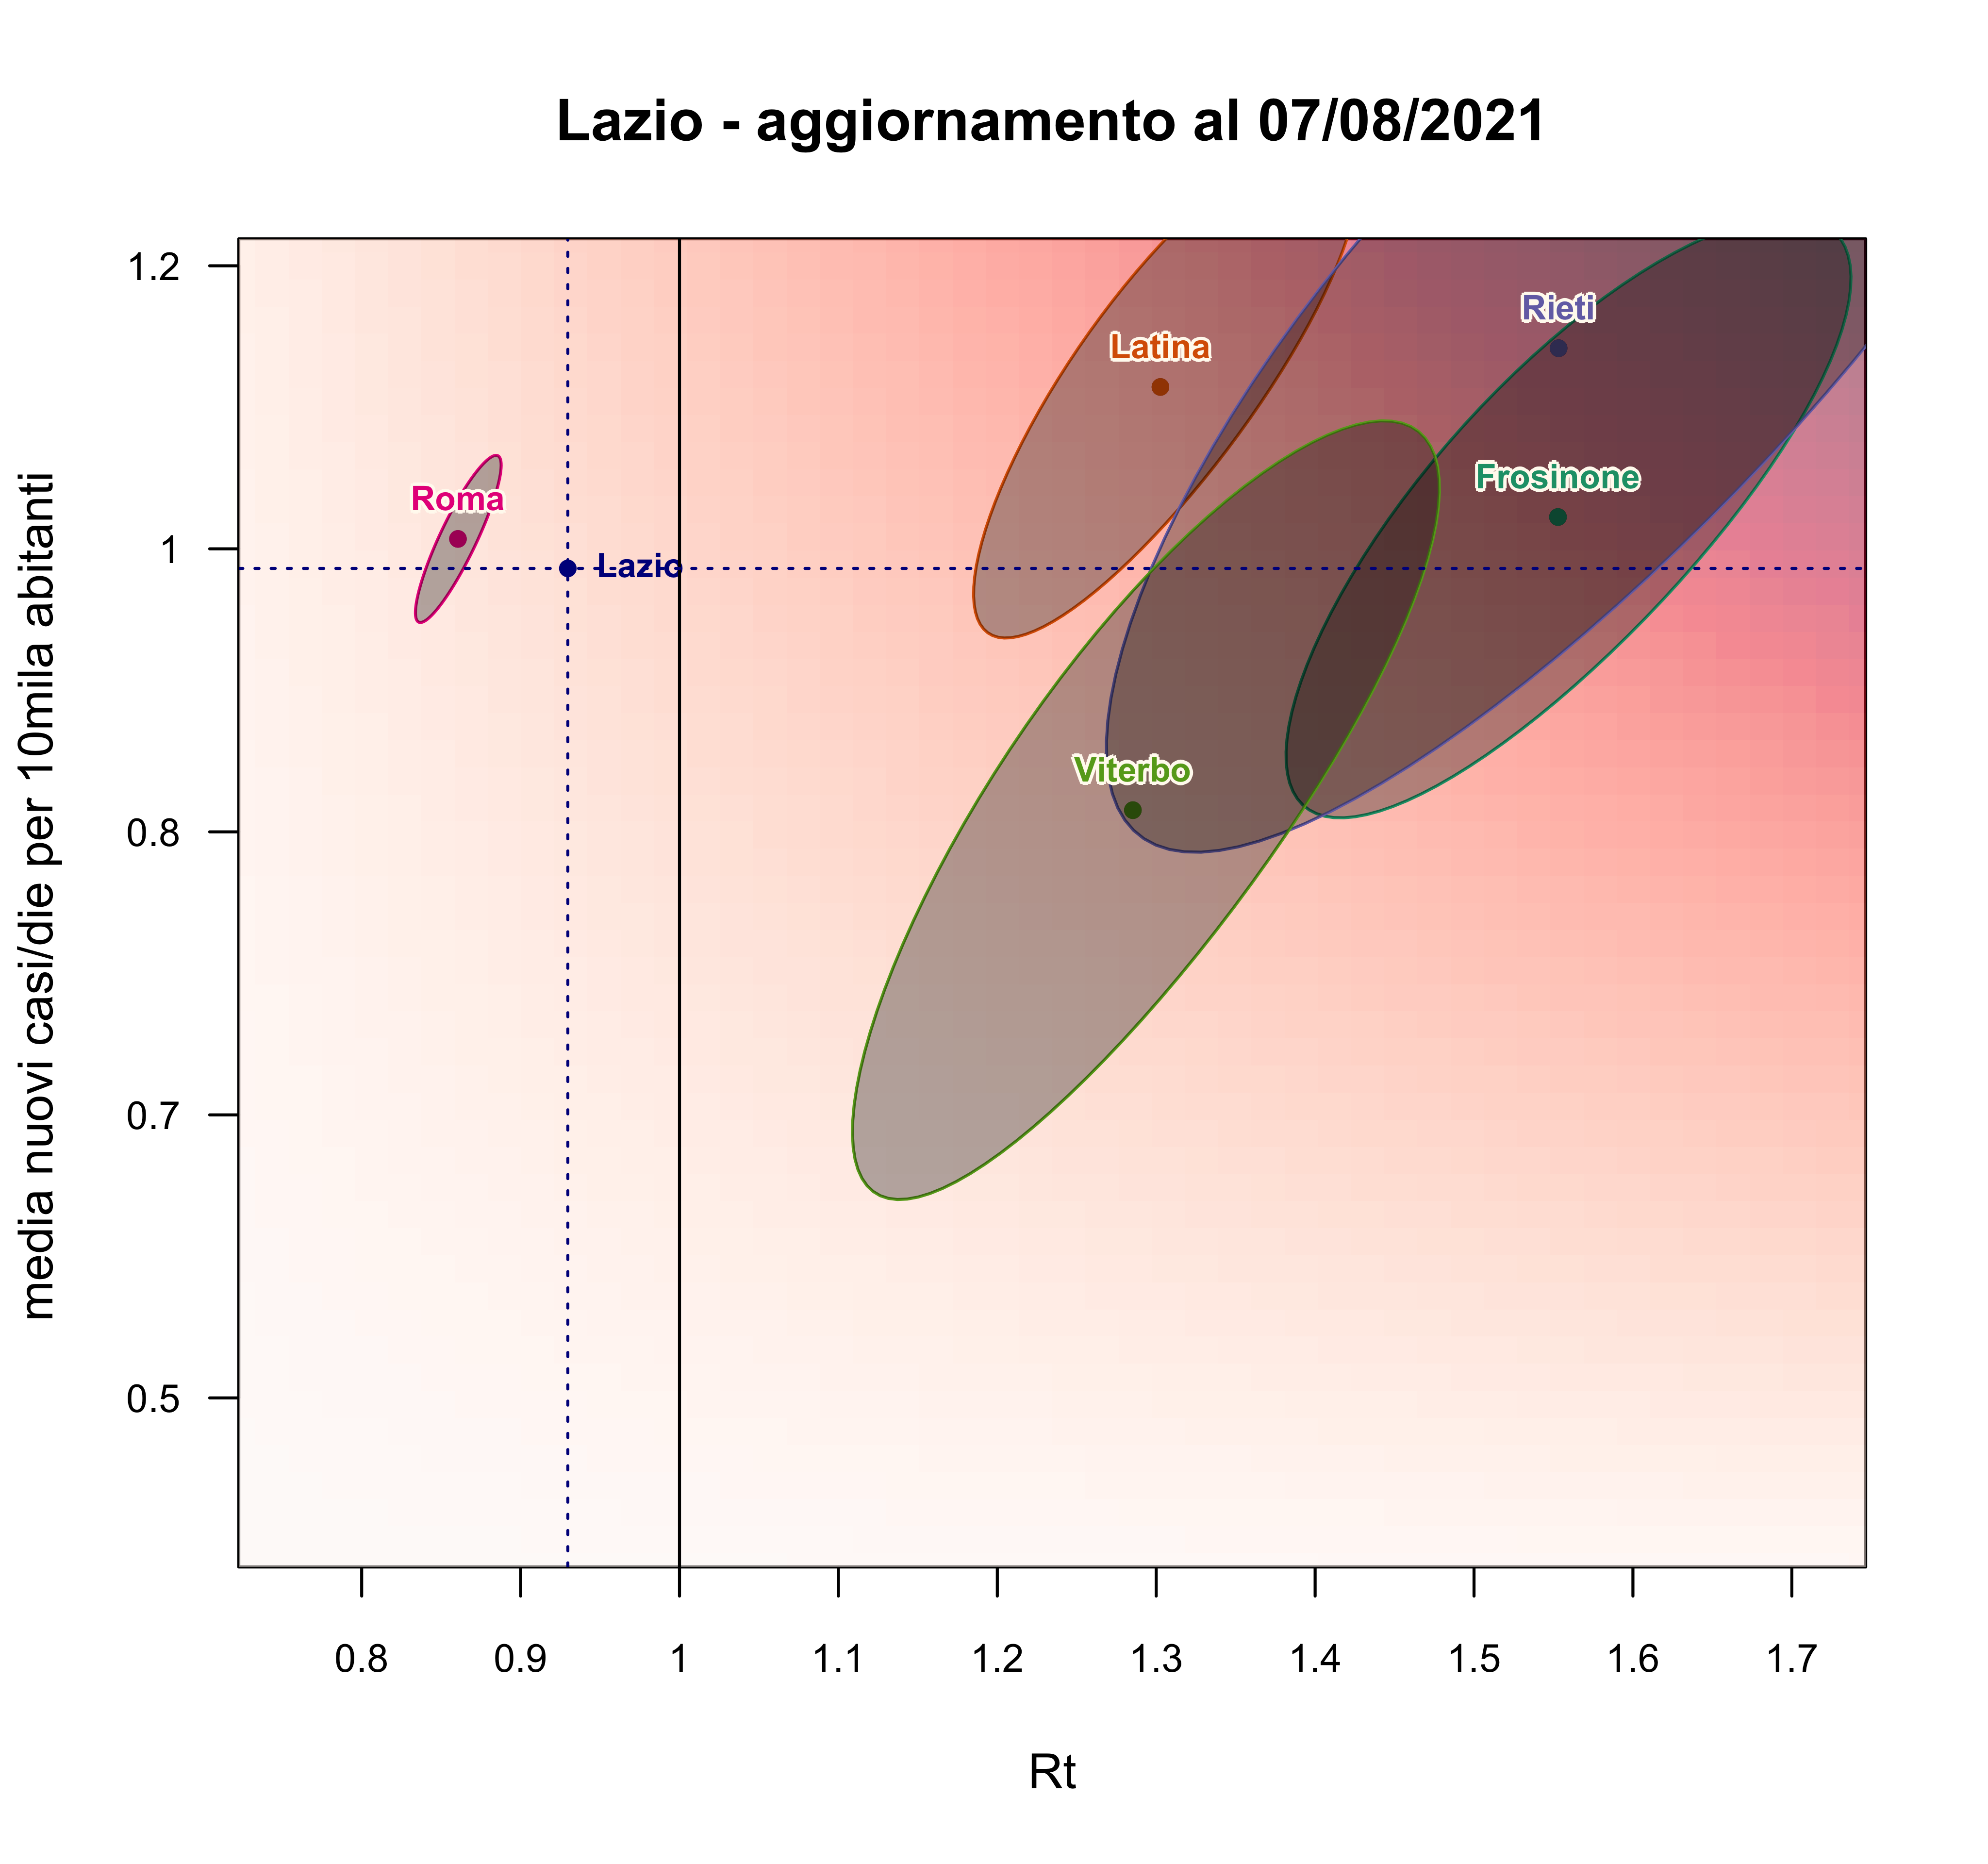 Lazio - aggiornamento al 07/08/2021
media nuovi casi/die per 10mila abitanti
1.2
1
0.8
0.7
0.5
Rieti
Latina
Frosinone
Roma
Lazio
Viterbo
0.8 0.9 1 1.1 1.2 1.3 1.4 1.5 1.6 1.7
Rt